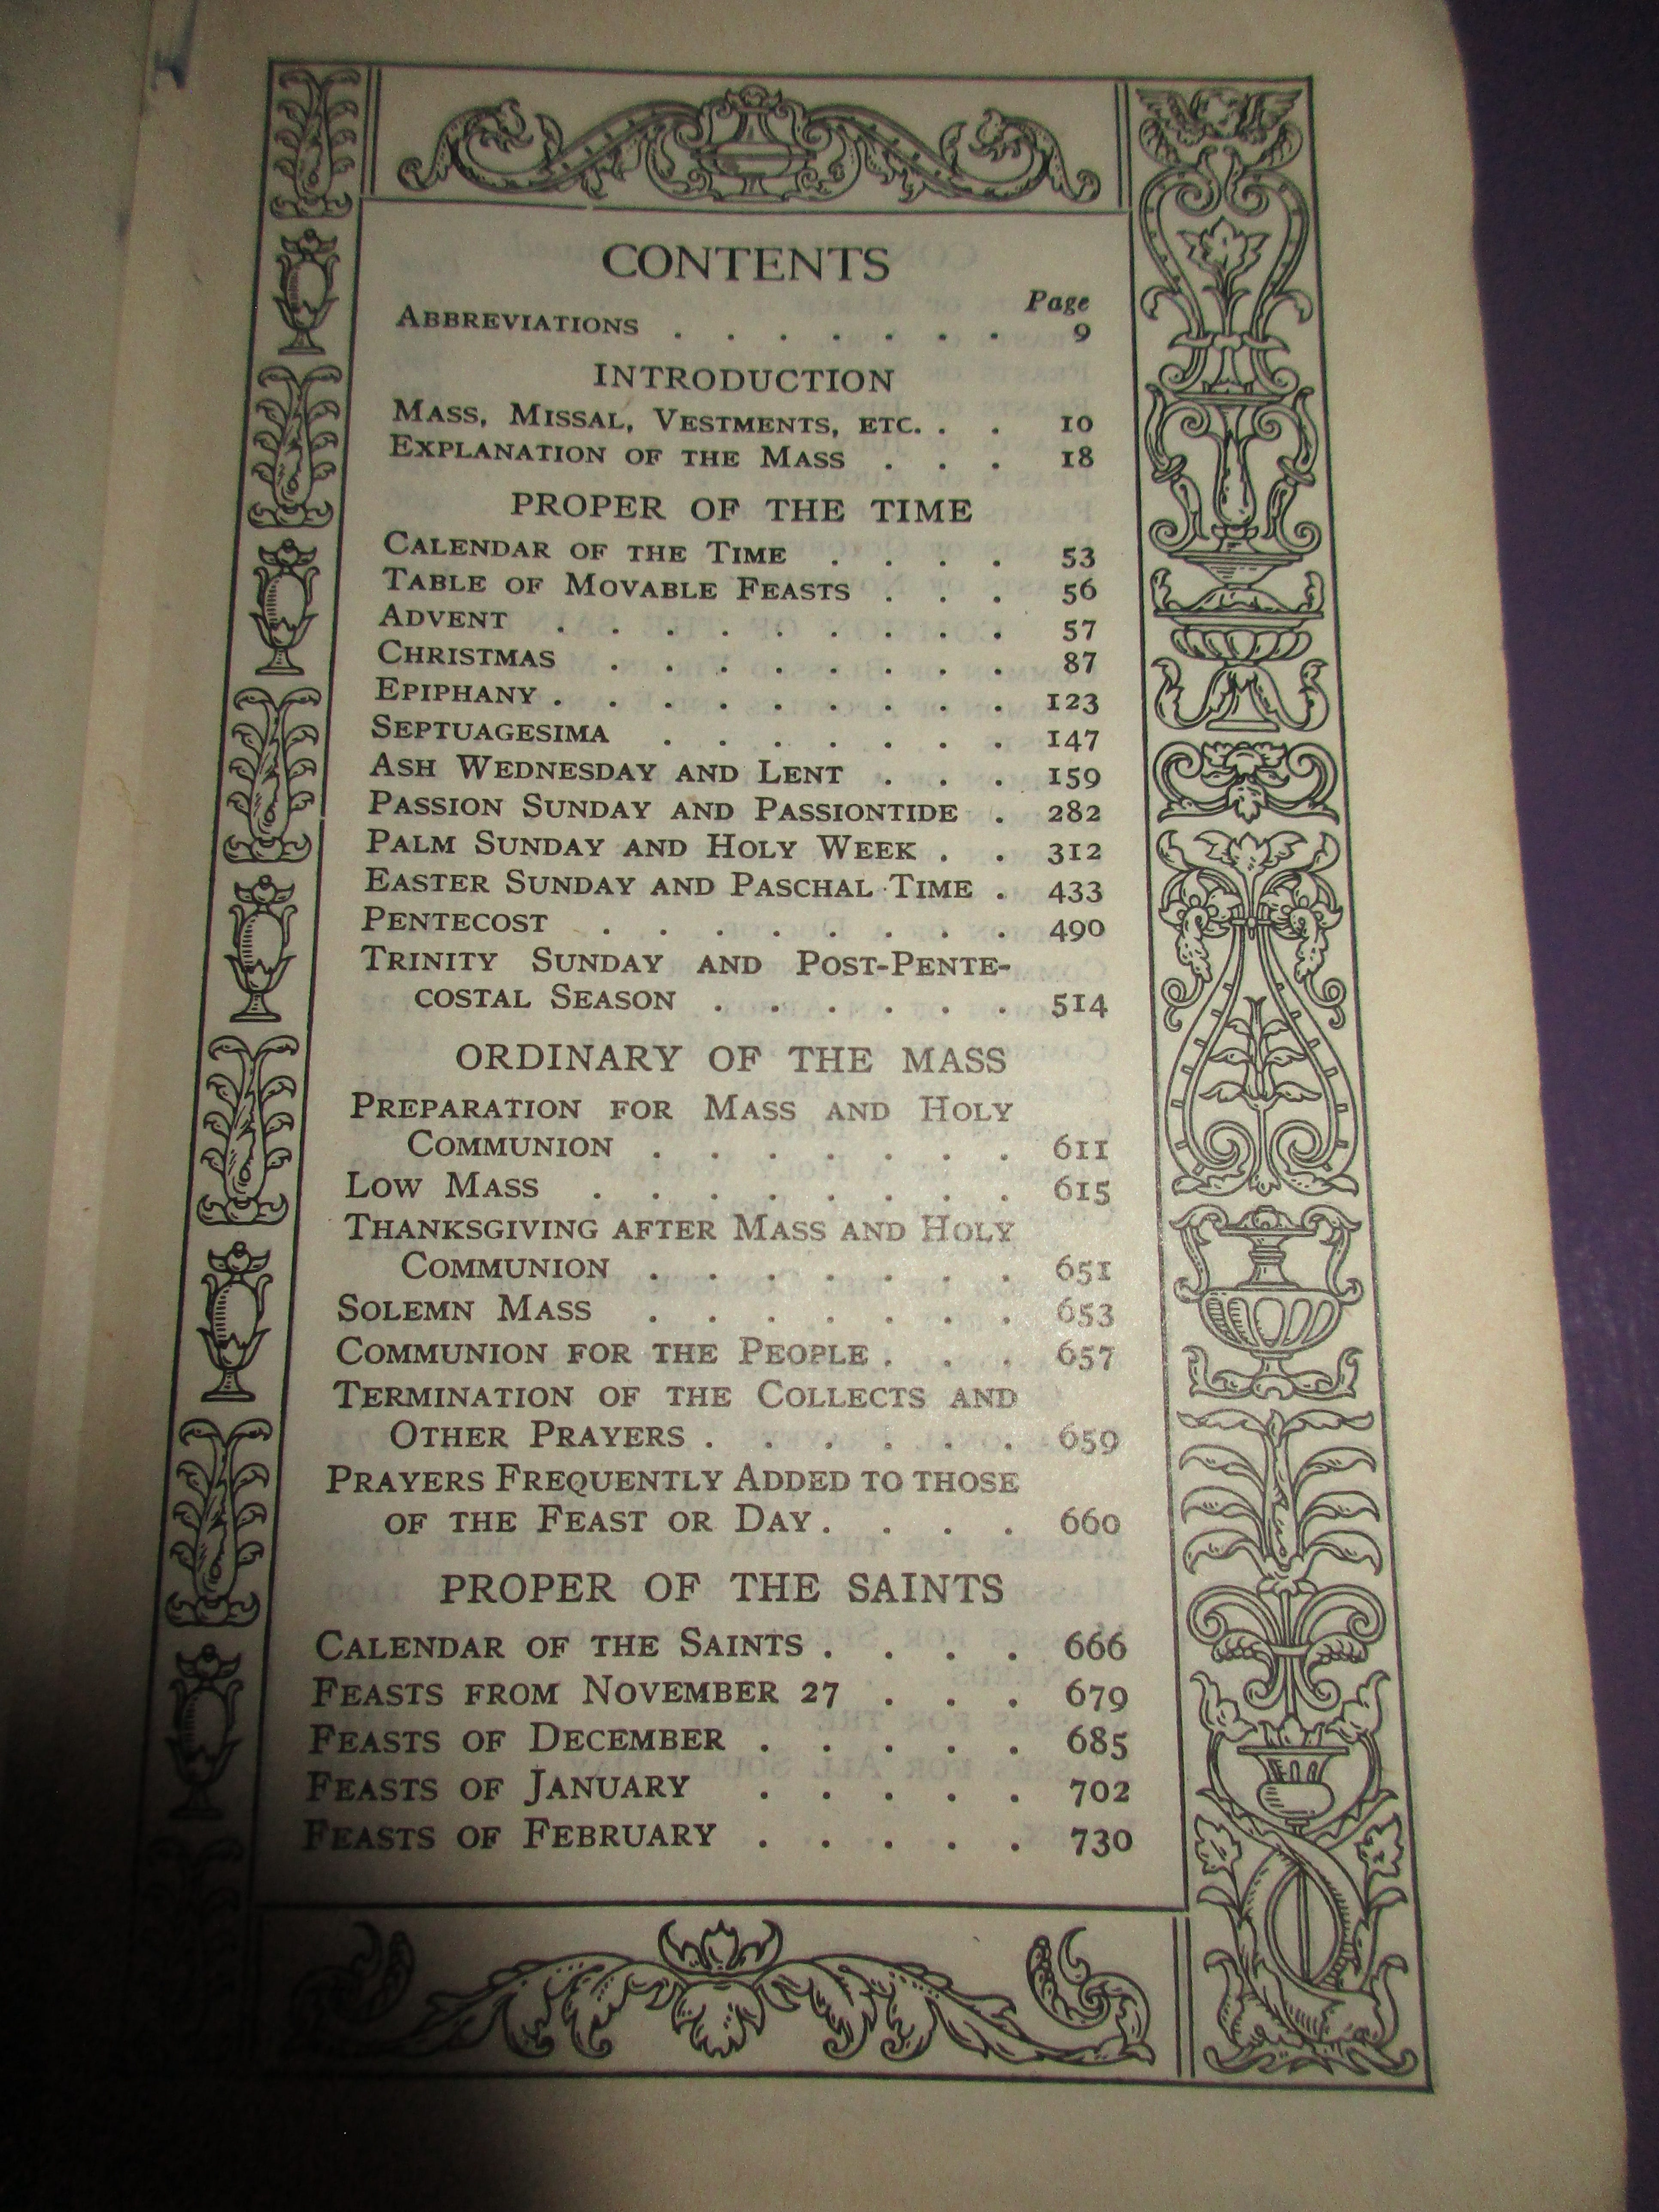 CONTENTS
Page
ABBREVIATIONS . . . . . . . 9
INTRODUCTION
MASS, MISSAL, VESTMENTS, ETC. . . 10
EXPLANATION OF THE MASS . . . 18
PROPER OF THE TIME
CALENDAR OF THE TIME . . . . 53
TABLE OF MOVABLE FEASTS . . . 56
ADVENT . . . . . . . . . 57
CHRISTMAS . . . . . . . . 87
EPIPHANY . . . . . . . . . 123
SEPTUAGESIMA . . . . . . . 147
ASH WEDNESDAY AND LENT . . . 159
PASSION SUNDAY AND PASSIONTIDE . 282
PALM SUNDAY AND HOLY WEEK . . 312
EASTER SUNDAY AND PASCHAL TIME . 433
PENTECOST . . . . . . . . 490
TRINITY SUNDAY AND POST-PENTE-
COSTAL SEASON . . . . . . 514
ORDINARY OF THE MASS
PREPARATION FOR MASS AND HOLY
COMMUNION . . . . . . . 611
LOW MASS . . . . . . . . 615
THANKSGIVING AFTER MASS AND HOLY
COMMUNION . . . . . . . 651
SOLEMN MASS . . . . . . . 653
COMMUNION FOR THE PEOPLE . . . 657
TERMINATION OF THE COLLECTS AND
OTHER PRAYERS . . . . . . 659
PRAYERS FREQUENTLY ADDED TO THOSE
OF THE FEAST OR DAY . . . . 660
PROPER OF THE SAINTS
CALENDAR OF THE SAINTS . . . . 666
FEASTS FROM NOVEMBER 27 . . . 679
FEASTS OF DECEMBER . . . . . 685
FEASTS OF JANUARY . . . . . 702
FEASTS OF FEBRUARY . . . . . 730